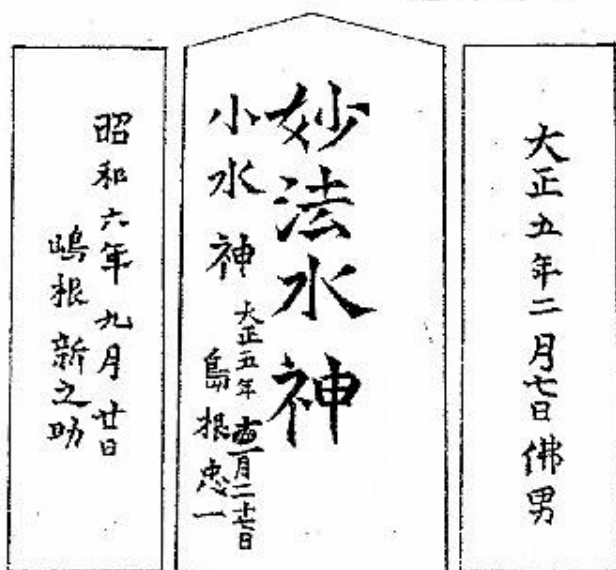 大正五年二月七日佛男
妙法水神
小水神
大正五年 壱月二十七日
島根忠一
昭和六年九月廿日
嶋根新之助